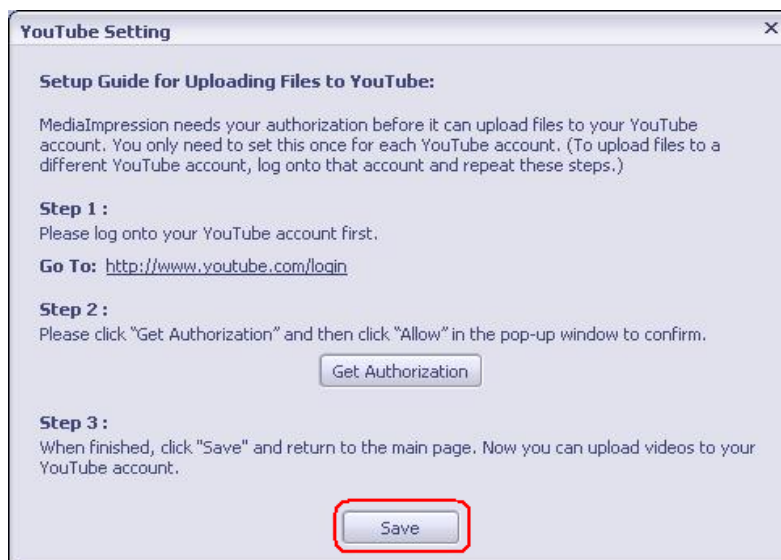 YouTube Setting
Setup Guide for Uploading Files to YouTube:
MediaImpression needs your authorization before it can upload files to your YouTube
account. You only need to set this once for each YouTube account. (To upload files to a
different YouTube account, log onto that account and repeat these steps.)
Step 1 :
Please log onto your YouTube account first.
Go To: http://www.youtube.com/login
Step 2 :
Please click “Get Authorization” and then click “Allow” in the pop-up window to confirm.
Get Authorization
Step 3 :
When finished, click "Save" and return to the main page. Now you can upload videos to your
YouTube account.
Save